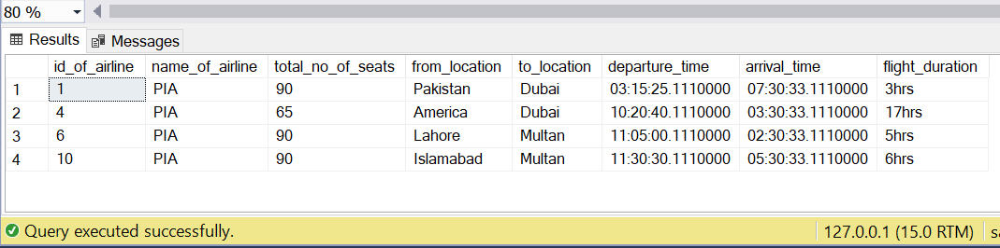 80 %
Results Messages
id_of_airline name_of_airline total_no_of_seats from_location to_location departure_time arrival_time flight_duration
1 1 PIA 90 Pakistan Dubai 03:15:25.1110000 07:30:33.1110000 3hrs
2 4 PIA 65 America Dubai 10:20:40.1110000 03:30:33.1110000 17hrs
3 6 PIA 90 Lahore Multan 11:05:00.1110000 02:30:33.1110000 5hrs
4 10 PIA 90 Islamabad Multan 11:30:30.1110000 05:30:33.1110000 6hrs
Query executed successfully. 127.0.0.1 (15.0 RTM)